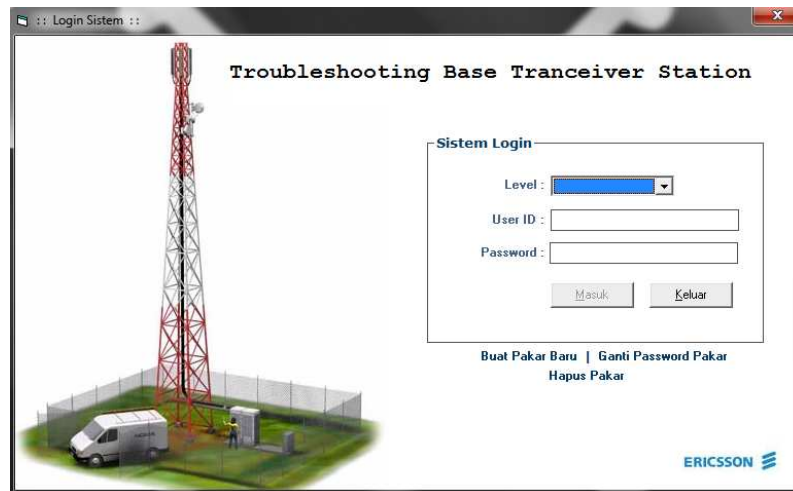 :: Login Sistem ::
Troubleshooting Base Tranceiver Station
Sistem Login
Level :
User ID :
Password :
Masuk Keluar
Buat Pakar Baru | Ganti Password Pakar
Hapus Pakar
ERICSSON